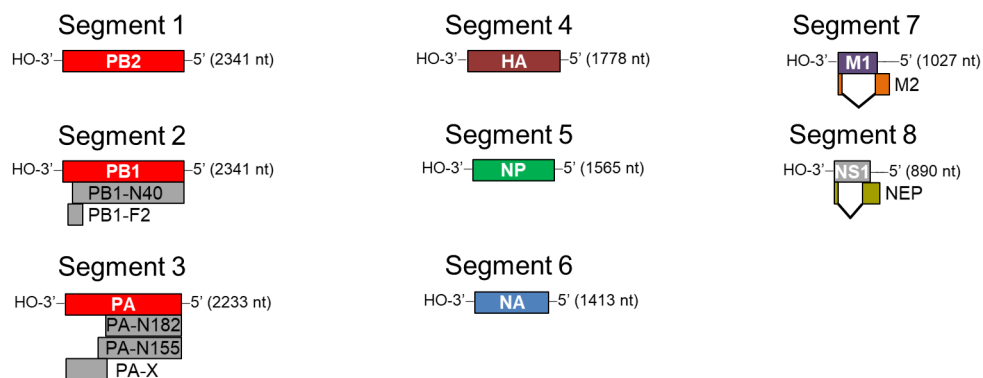 Segment 1
HO-3’ PB2 5’ (2341 nt)
Segment 2
HO-3’ PB1 5’ (2341 nt)
PB1-N40
PB1-F2
Segment 3
HO-3’ PA 5’ (2233 nt)
PA-N182
PA-N155
PA-X
Segment 4
HO-3’ HA 5’ (1778 nt)
Segment 5
HO-3’ NP 5’ (1565 nt)
Segment 6
HO-3’ NA 5’ (1413 nt)
Segment 7
HO-3’ M1 5’ (1027 nt)
M2
Segment 8
HO-3’ NS1 5’ (890 nt)
NEP